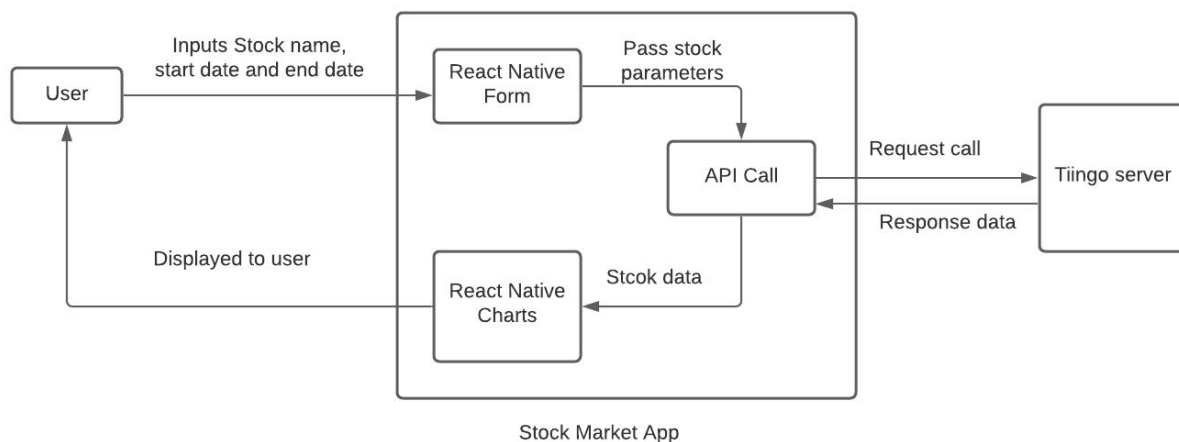 Inputs Stock name,
start date and end date
User
React Native
Form
Pass stock
parameters
API Call
Request call
Tiingo server
Response data
Stcok data
React Native
Charts
Displayed to user
Stock Market App